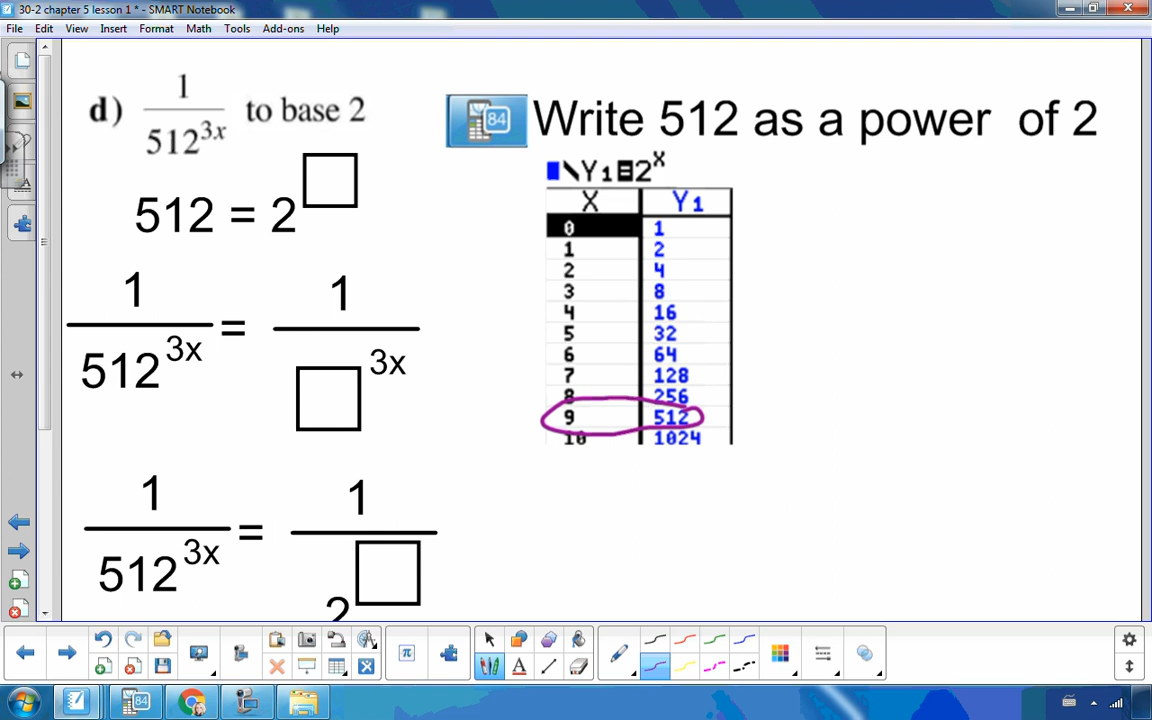 30-2 chapter 5 lesson 1 * - SMART Notebook
File Edit View Insert Format Math Tools Add-ons Help
d) 1/512^3x to base 2
84 Write 512 as a power of 2
\Y1=2^X
512 = 2^□
X Y1
0 1
1 2
2 4
3 8
4 16
5 32
6 64
7 128
8 256
9 512
10 1024
1/512^3x = 1/□^3x
1/512^3x = 1/2^□
π A
84